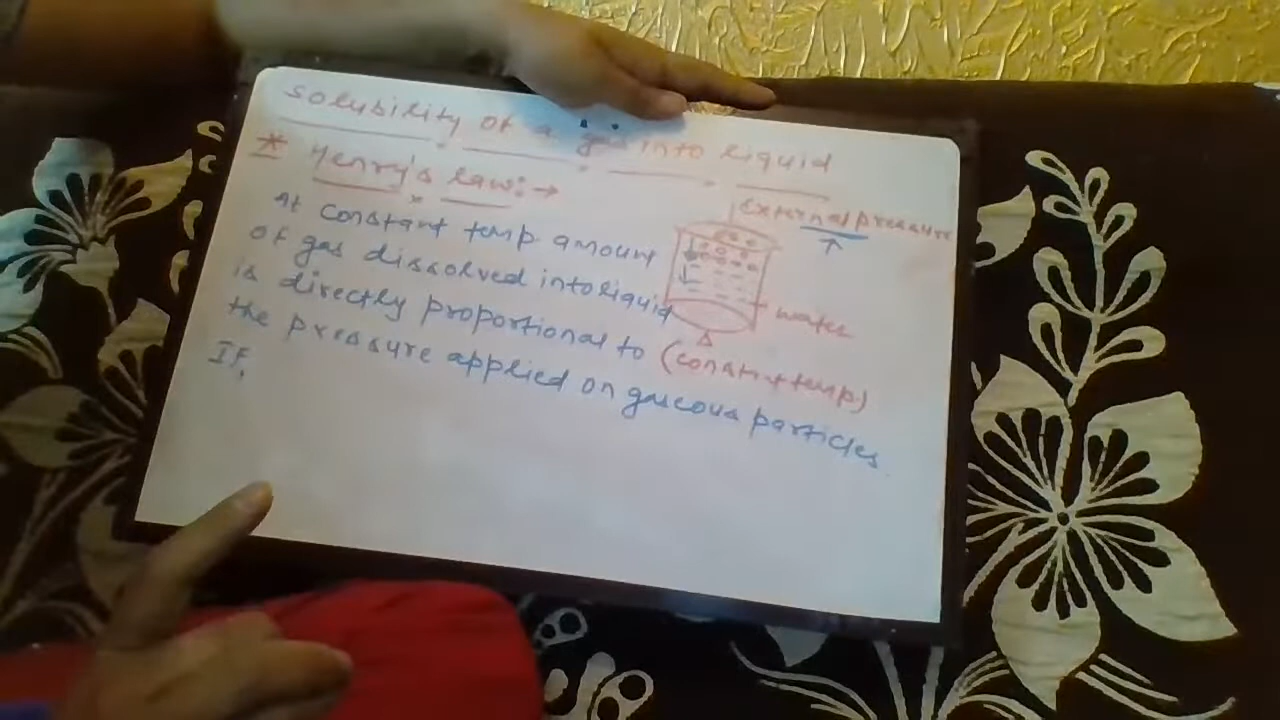 Solubility of a gas into liquid
* Henry's law:→
External pressure
At constant temp amount
of gas dissolved into liquid
water
is directly proportional to (constant temp)
the pressure applied on gaseous particles
If,